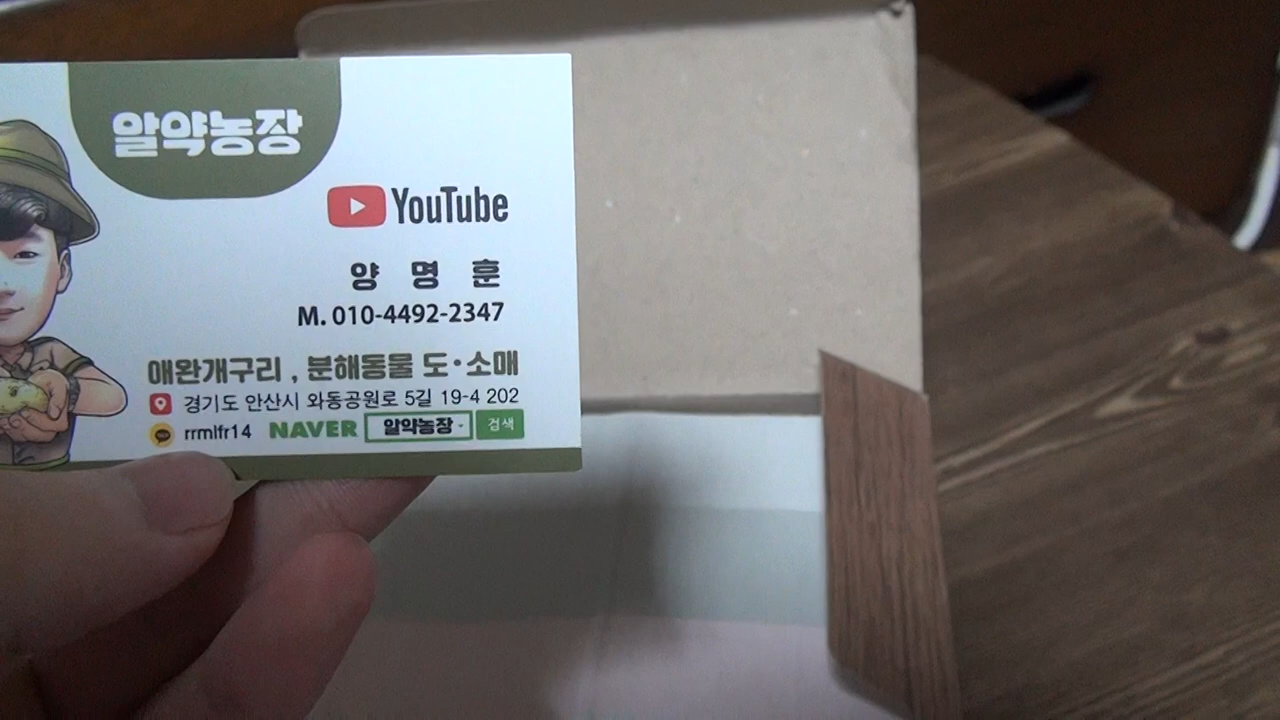 알약농장
YouTube
양 명 훈
M. 010-4492-2347
애완개구리 , 분해동물 도·소매
경기도 안산시 와동공원로 5길 19-4 202
rrmlfr14 NAVER 알약농장 검색